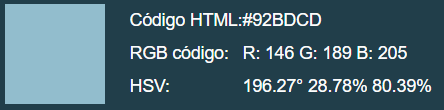 Código HTML:#92BDCD
RGB código: R: 146 G: 189 B: 205
HSV: 196.27° 28.78% 80.39%